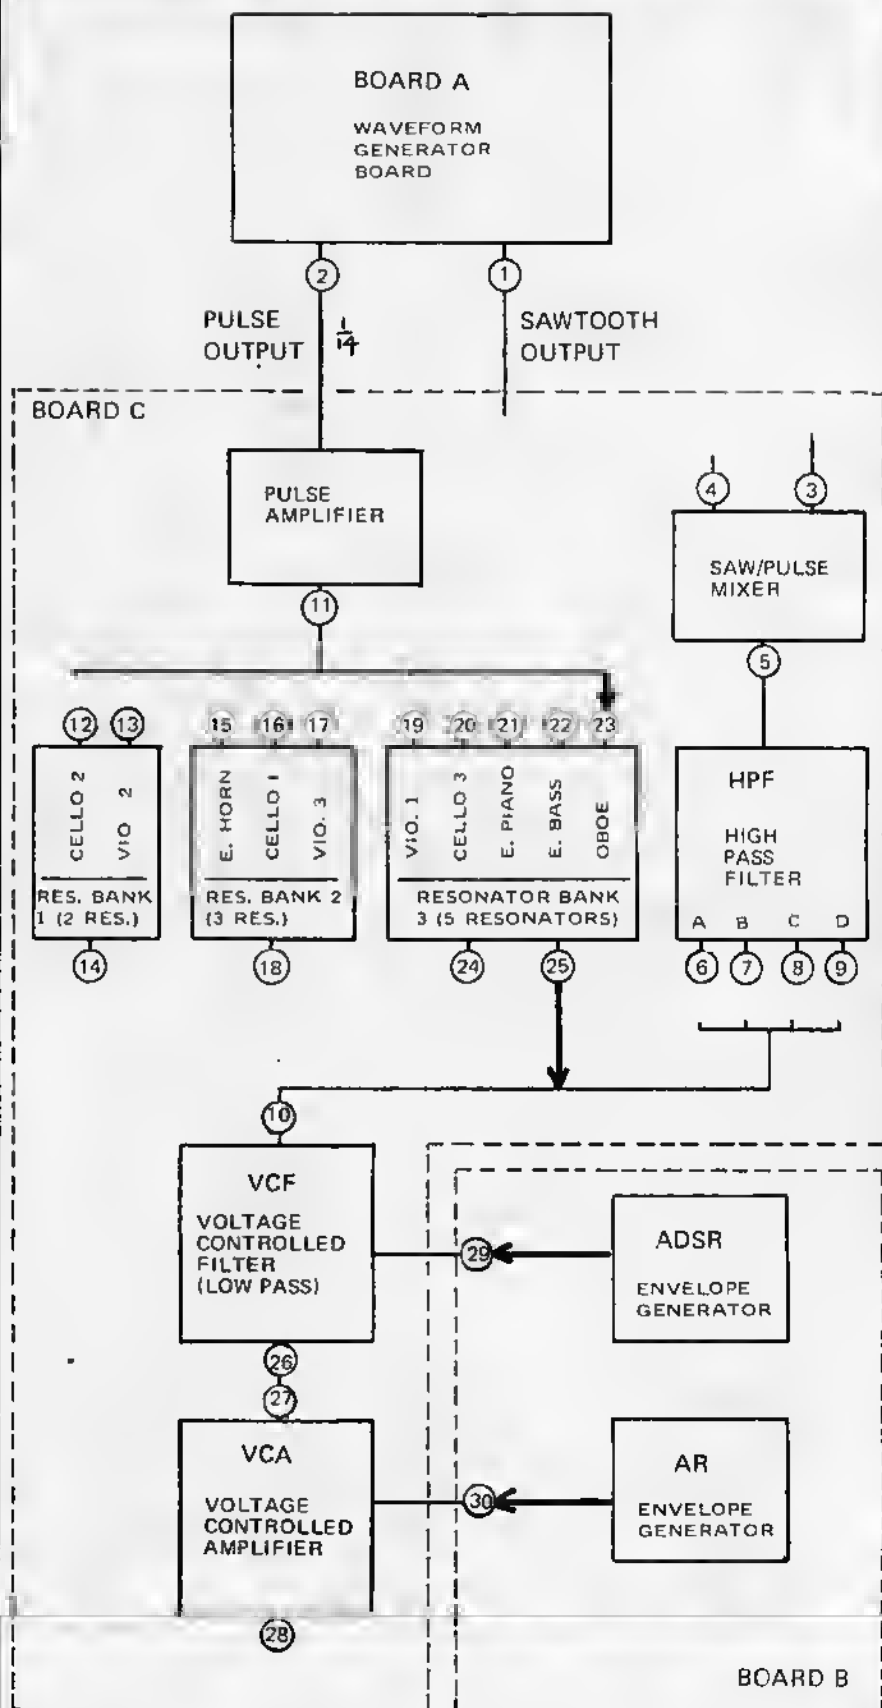 BOARD A
WAVEFORM
GENERATOR
BOARD
2
1
PULSE
OUTPUT
1/14
SAWTOOTH
OUTPUT
BOARD C
PULSE
AMPLIFIER
4
3
SAW/PULSE
MIXER
11
5
12
13
15
16
17
19
20
21
22
23
CELLO 2
VIO 2
E. HORN
CELLO 1
VIO. 3
VIO. 1
CELLO 3
E. PIANO
E. BASS
OBOE
RES. BANK
1 (2 RES.)
RES. BANK 2
(3 RES.)
RESONATOR BANK
3 (5 RESONATORS)
HPF
HIGH
PASS
FILTER
A B C D
14
18
24
25
6
7
8
9
10
VCF
VOLTAGE
CONTROLLED
FILTER
(LOW PASS)
29
ADSR
ENVELOPE
GENERATOR
26
27
VCA
VOLTAGE
CONTROLLED
AMPLIFIER
30
AR
ENVELOPE
GENERATOR
28
BOARD B